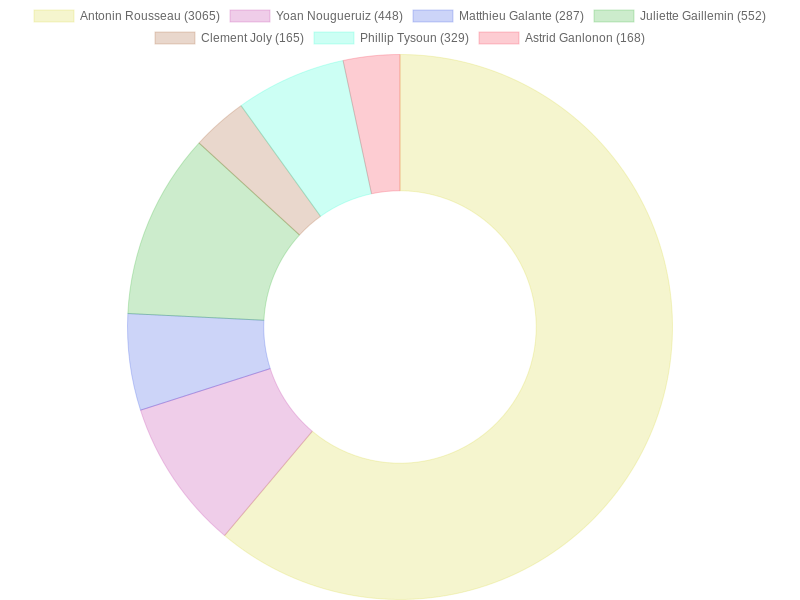 Antonin Rousseau (3065) Yoan Nougueruiz (448) Matthieu Galante (287) Juliette Gaillemin (552)
Clement Joly (165) Phillip Tysoun (329) Astrid Ganlonon (168)